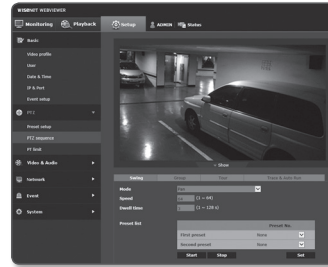 WISENET WEBVIEWER
Monitoring Playback Setup ADMIN Status
Basic
Video profile
User
Date & Time
IP & Port
Event setup
PTZ
Preset setup
PTZ sequence
PT limit
Video & Audio
Network
Event
System
Show
Swing Group Tour Trace & Auto Run
Mode Pan
Speed (1 ~ 64)
Dwell time (1 ~ 128 s)
Preset list
Preset No.
First preset None
Second preset None
Start Stop Set